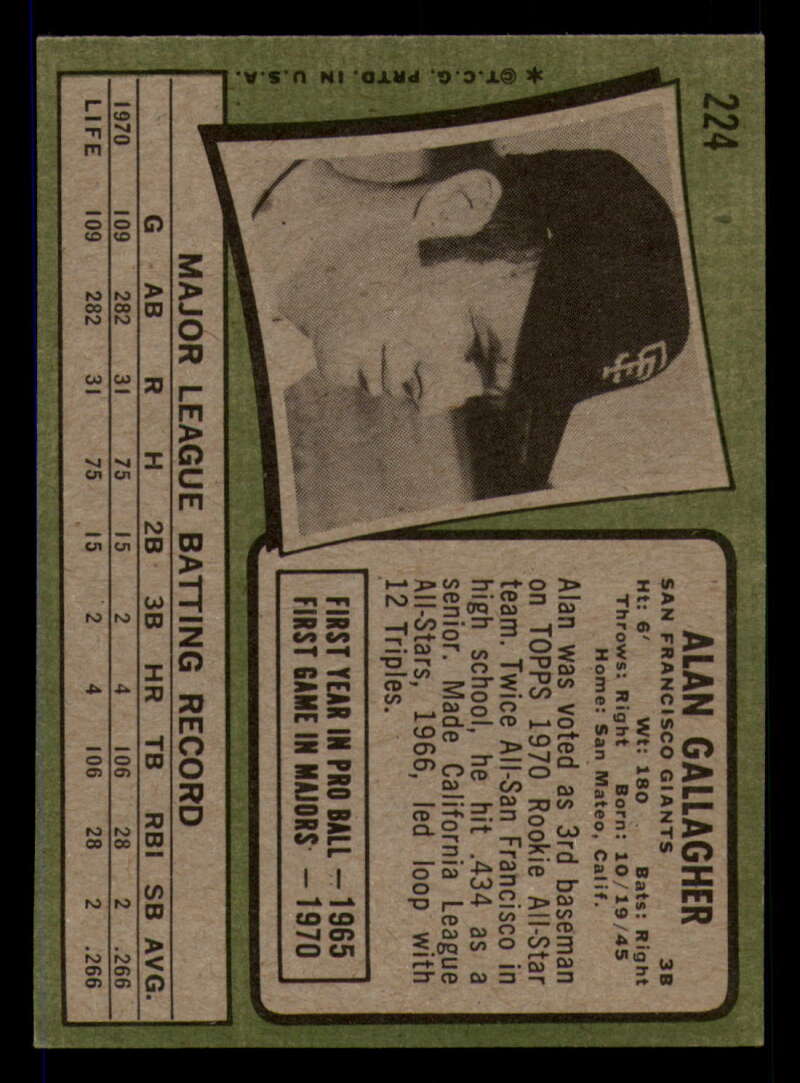 224
ALAN GALLAGHER
SAN FRANCISCO GIANTS 3B
Ht: 6' Wt: 180 Bats: Right
Throws: Right Born: 10/19/45
Home: San Mateo, Calif.
Alan was voted as 3rd baseman
on TOPPS 1970 Rookie All-Star
team. Twice All-San Francisco in
high school, he hit .434 as a
senior. Made California League
All-Stars, 1966, led loop with
12 Triples.
FIRST YEAR IN PRO BALL — 1965
FIRST GAME IN MAJORS — 1970
SF
MAJOR LEAGUE BATTING RECORD
G AB R H 2B 3B HR TB RBI SB AVG.
1970 109 282 31 75 15 2 4 106 28 2 .266
LIFE 109 282 31 75 15 2 4 106 28 2 .266
* ©T.C.G. PRTD. IN U.S.A.